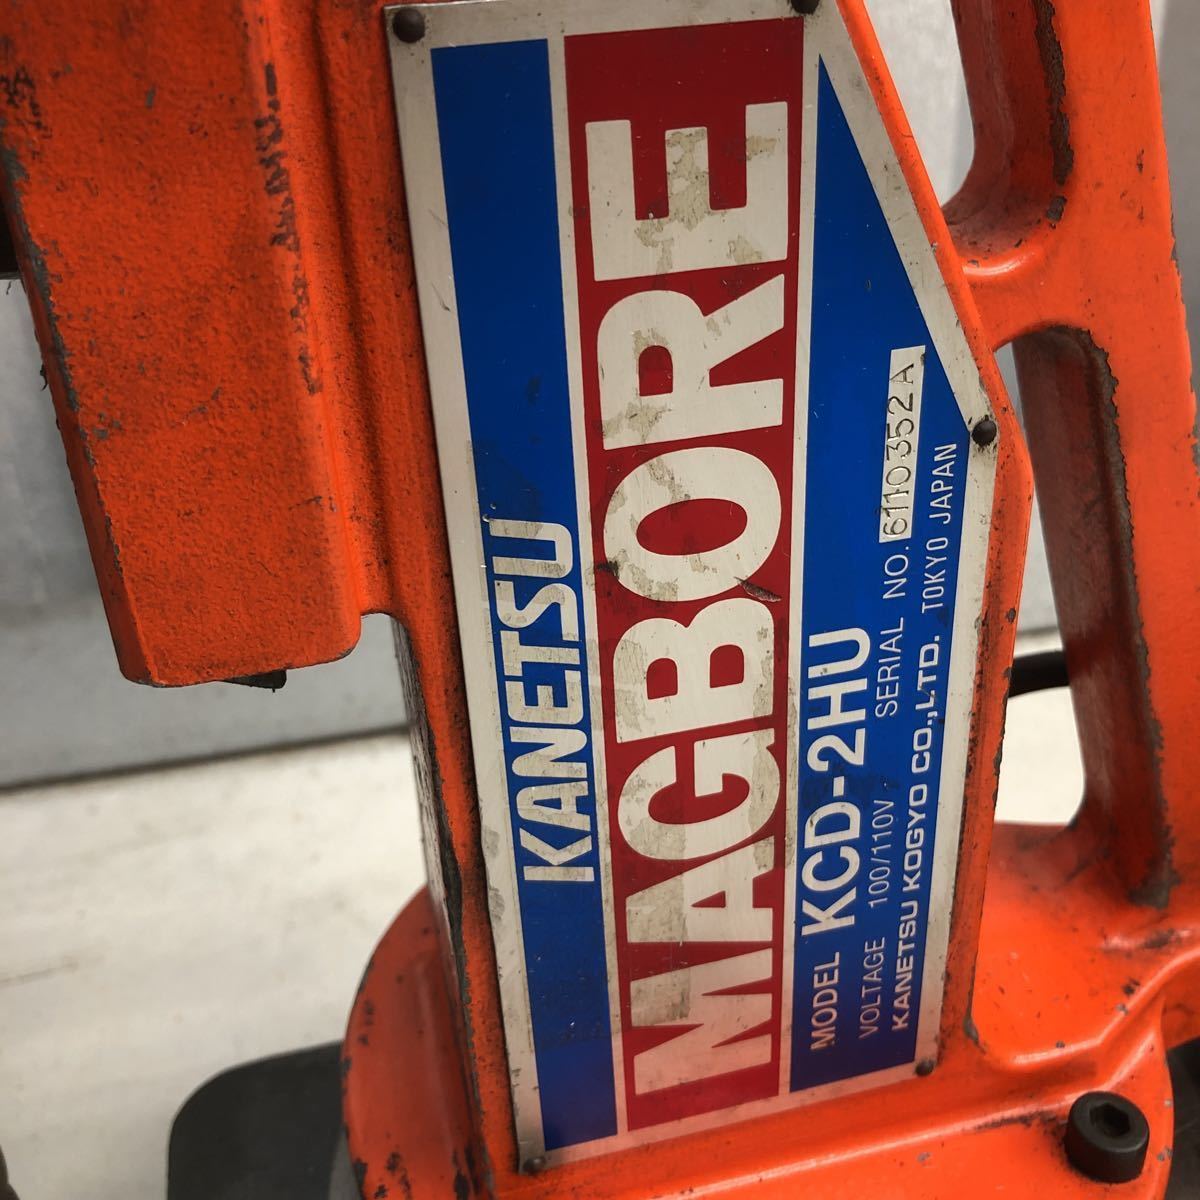 KANETSU
MAGBORE
MODEL KCD-2HU
VOLTAGE 100/110V SERIAL NO. 6110352A
KANETSU KOGYO CO.,LTD. TOKYO JAPAN